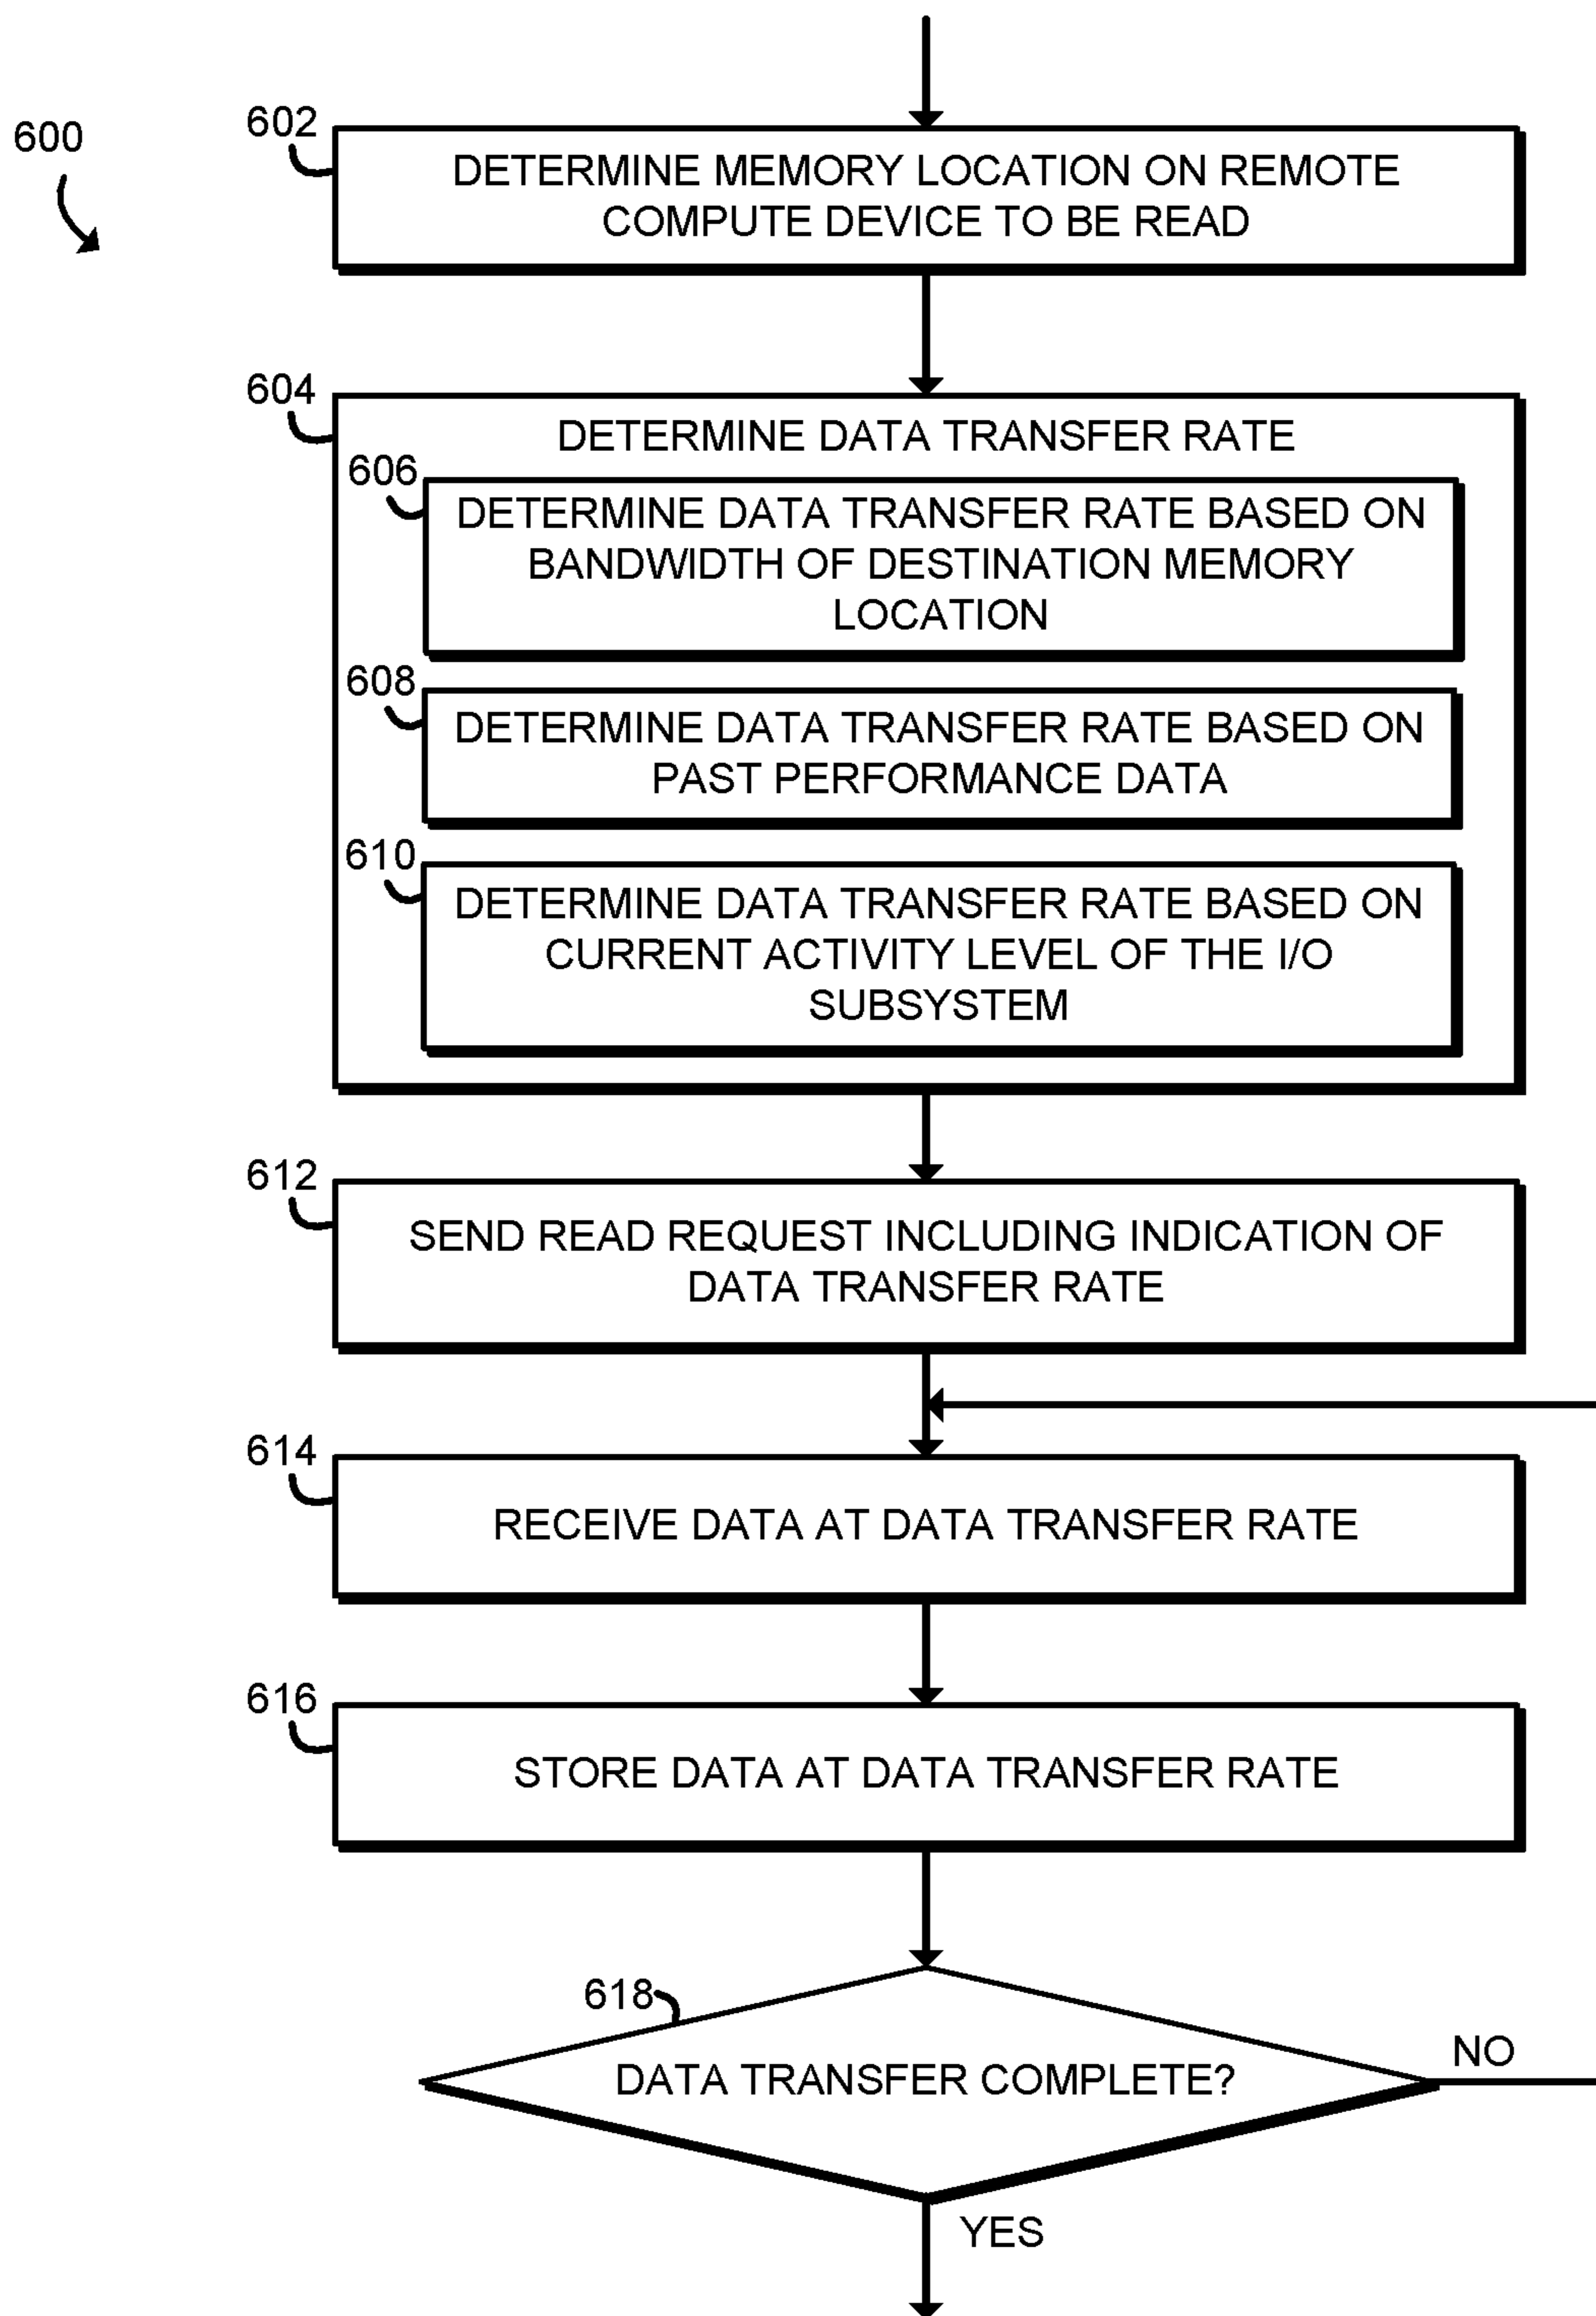 600
602
DETERMINE MEMORY LOCATION ON REMOTE
COMPUTE DEVICE TO BE READ
604
DETERMINE DATA TRANSFER RATE
606
DETERMINE DATA TRANSFER RATE BASED ON
BANDWIDTH OF DESTINATION MEMORY
LOCATION
608
DETERMINE DATA TRANSFER RATE BASED ON
PAST PERFORMANCE DATA
610
DETERMINE DATA TRANSFER RATE BASED ON
CURRENT ACTIVITY LEVEL OF THE I/O
SUBSYSTEM
612
SEND READ REQUEST INCLUDING INDICATION OF
DATA TRANSFER RATE
614
RECEIVE DATA AT DATA TRANSFER RATE
616
STORE DATA AT DATA TRANSFER RATE
618
DATA TRANSFER COMPLETE?
NO
YES